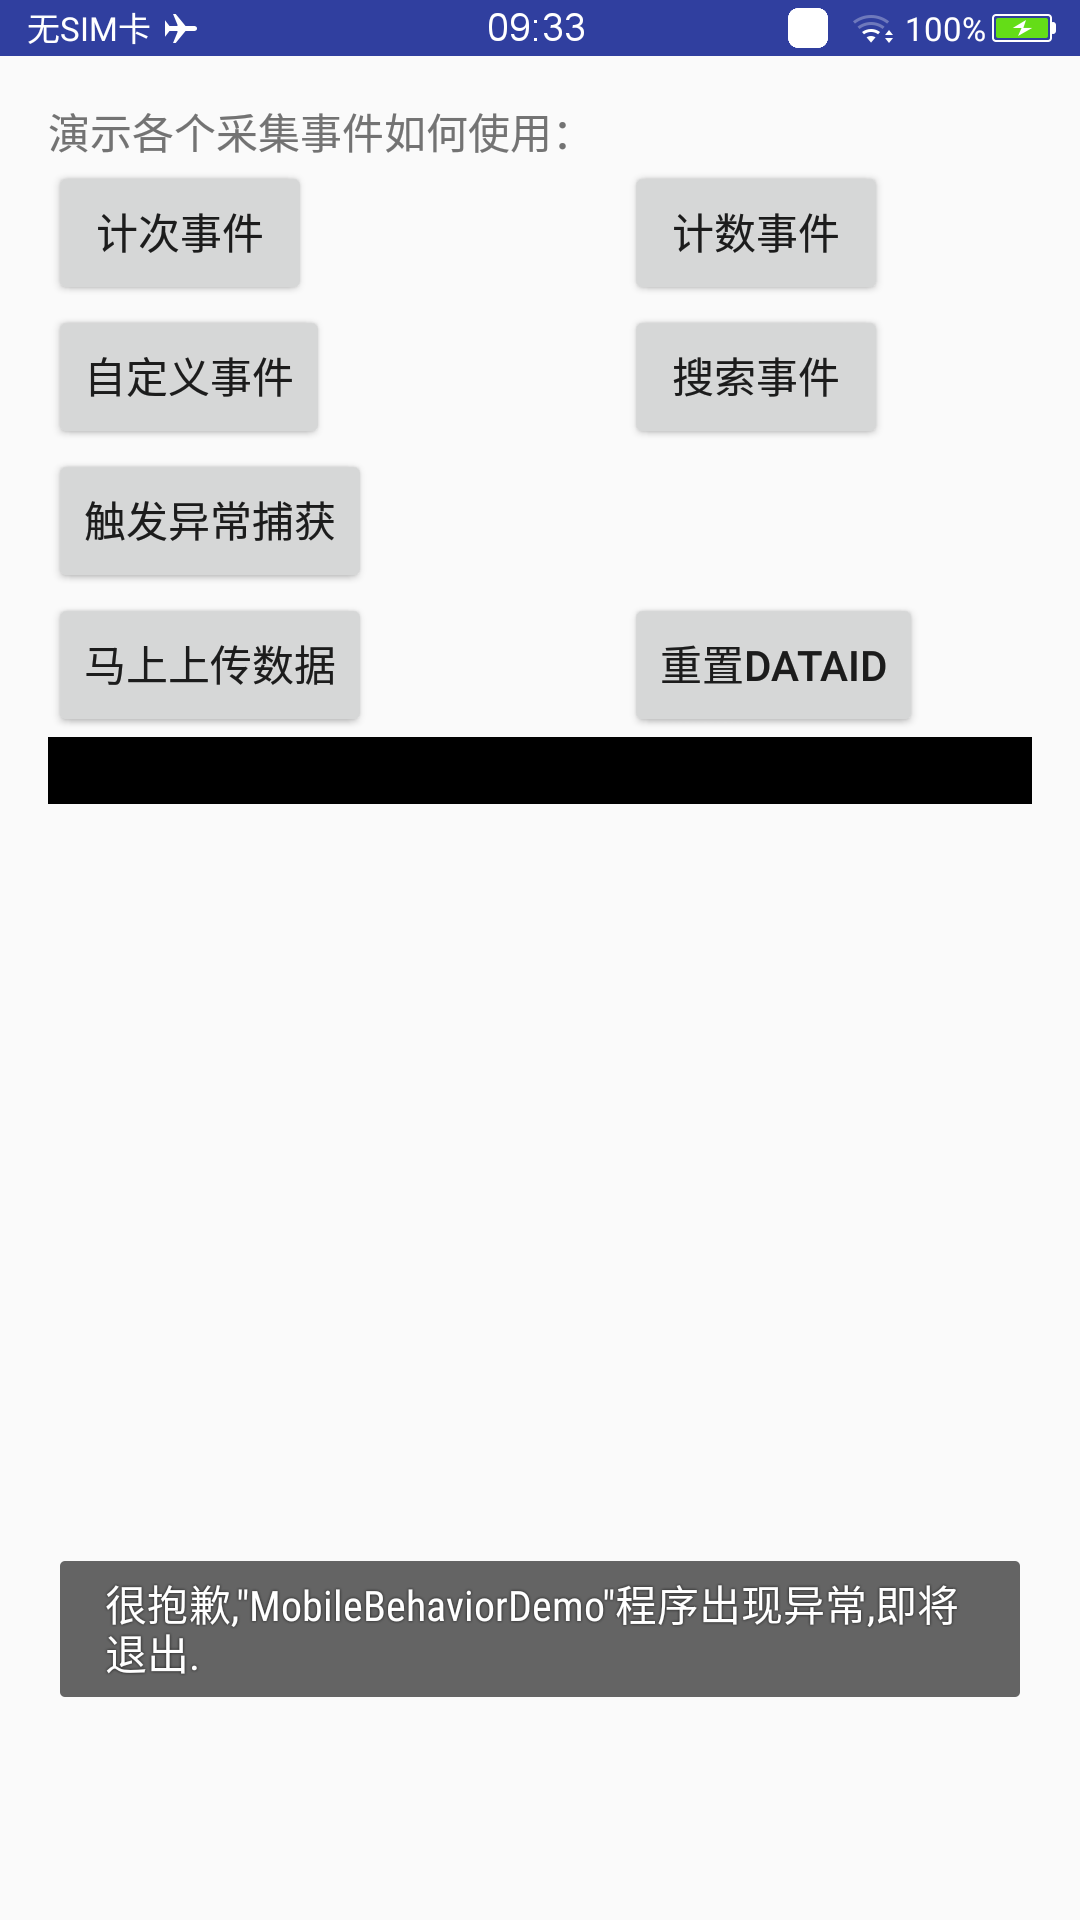 无SIM卡 09:33 100%
演示各个采集事件如何使用：
计次事件 计数事件
自定义事件 搜索事件
触发异常捕获
马上上传数据 重置DATAID
很抱歉,"MobileBehaviorDemo"程序出现异常,即将
退出.